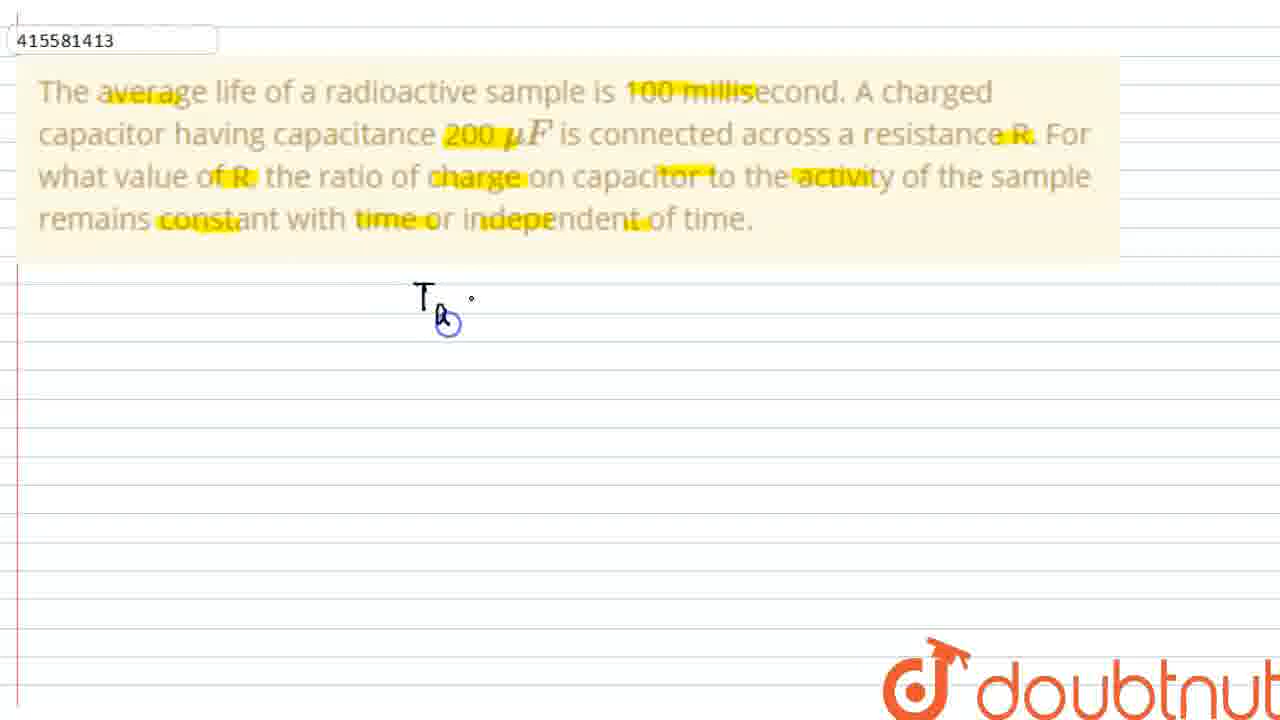 415581413
The average life of a radioactive sample is 100 millisecond. A charged
capacitor having capacitance 200 μF is connected across a resistance R. For
what value of R. the ratio of charge on capacitor to the activity of the sample
remains constant with time or independent of time.
T
doubtnut